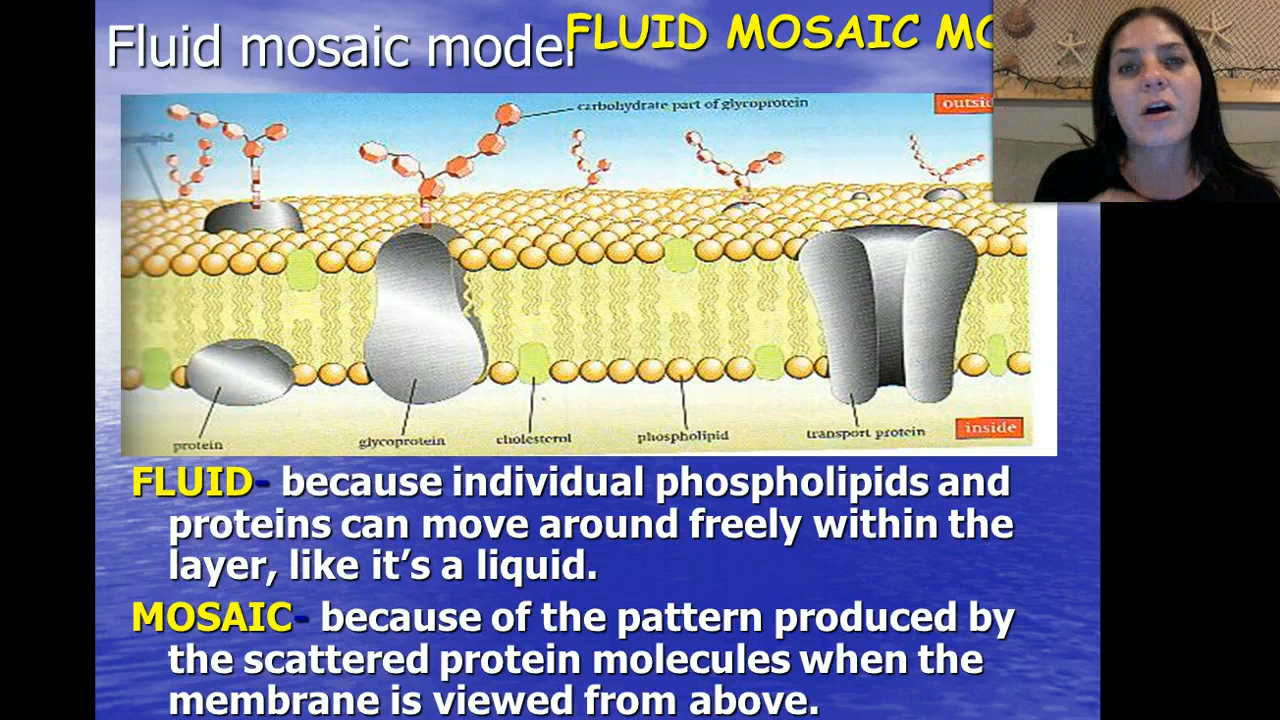 Fluid mosaic model
FLUID MOSAIC MO
carbohydrate part of glycoprotein
outsid
protein
glycoprotein
cholesterol
phospholipid
transport protein
inside
FLUID- because individual phospholipids and
proteins can move around freely within the
layer, like it’s a liquid.
MOSAIC- because of the pattern produced by
the scattered protein molecules when the
membrane is viewed from above.